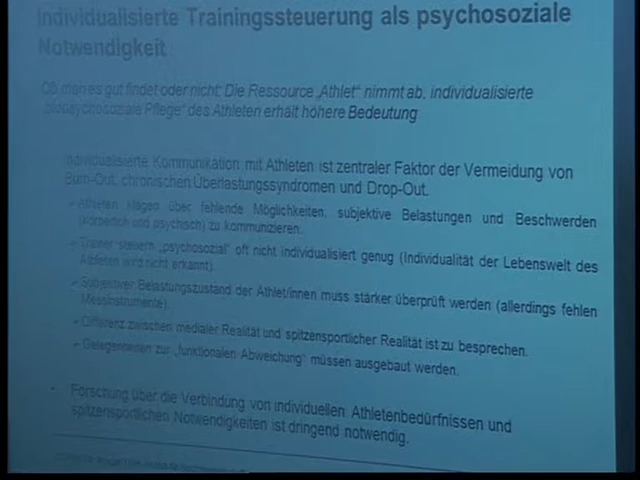 Individualisierte Trainingssteuerung als psychosoziale
Notwendigkeit
Ob man es gut findet oder nicht: Die Ressource „Athlet“ nimmt ab, individualisierte
„biopsychosoziale Pflege“ des Athleten erhält höhere Bedeutung
Individualisierte Kommunikation mit Athleten ist zentraler Faktor der Vermeidung von
Burn-Out, chronischen Überlastungssyndromen und Drop-Out.
Athleten klagen über fehlende Möglichkeiten, subjektive Belastungen und Beschwerden
(körperlich und psychisch) zu kommunizieren.
Trainer steuern „psychosozial“ oft nicht individualisiert genug (Individualität der Lebenswelt des
Athleten wird nicht erkannt).
Subjektiver Belastungszustand der Athlet/innen muss stärker überprüft werden (allerdings fehlen
Messinstrumente).
Differenz zwischen medialer Realität und spitzensportlicher Realität ist zu besprechen.
Gelegenheiten zur „funktionalen Abweichung“ müssen ausgebaut werden.
• Forschung über die Verbindung von individuellen Athletenbedürfnissen und
spitzensportlichen Notwendigkeiten ist dringend notwendig.